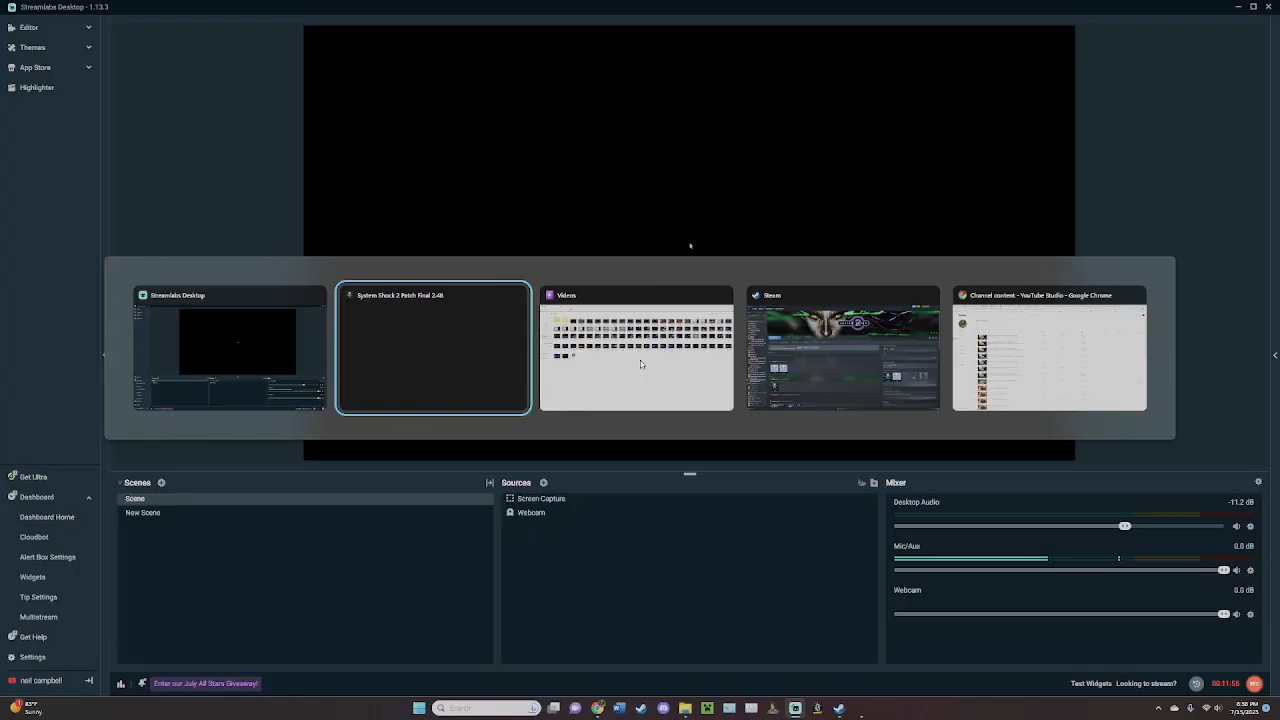 Streamlabs Desktop - 1.13.3
Editor
Themes
App Store
Highlighter
Streamlabs Desktop
System Shock 2 Patch Final 2.48
Videos
Steam
Channel content - YouTube Studio - Google Chrome
Get Ultra
Dashboard
Dashboard Home
Cloudbot
Alert Box Settings
Widgets
Tip Settings
Multistream
Get Help
Settings
neil campbell
Scenes
Scene
New Scene
Sources
Screen Capture
Webcam
Mixer
Desktop Audio -11.2 dB
Mic/Aux 0.0 dB
Webcam 0.0 dB
Enter our July All Stars Giveaway!
Test Widgets Looking to stream? 00:11:55 REC
Sunny
Search